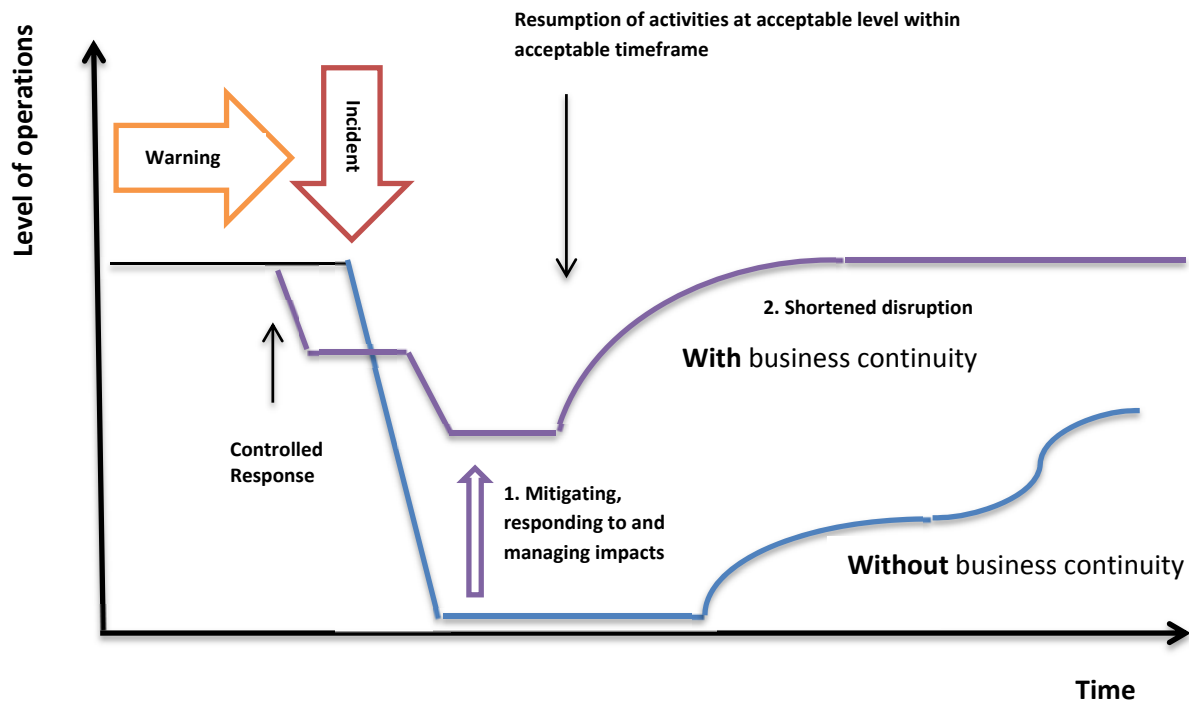 Resumption of activities at acceptable level within
acceptable timeframe
Level of operations
Warning
Incident
2. Shortened disruption
With business continuity
Controlled
Response
1. Mitigating,
responding to and
managing impacts
Without business continuity
Time